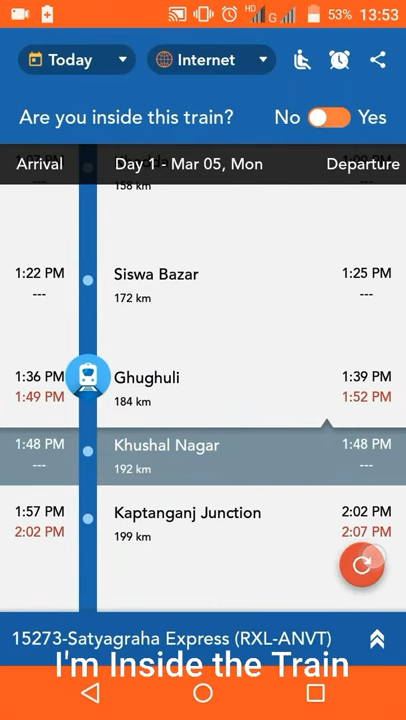 HD G 53% 13:53
Today Internet
Are you inside this train? No Yes
Arrival Day 1 - Mar 05, Mon Departure
158 km
1:22 PM Siswa Bazar 1:25 PM
--- 172 km ---
1:36 PM Ghughuli 1:39 PM
1:49 PM 184 km 1:52 PM
1:48 PM Khushal Nagar 1:48 PM
--- 192 km ---
1:57 PM Kaptanganj Junction 2:02 PM
2:02 PM 199 km 2:07 PM
15273-Satyagraha Express (RXL-ANVT)
I'm Inside the Train